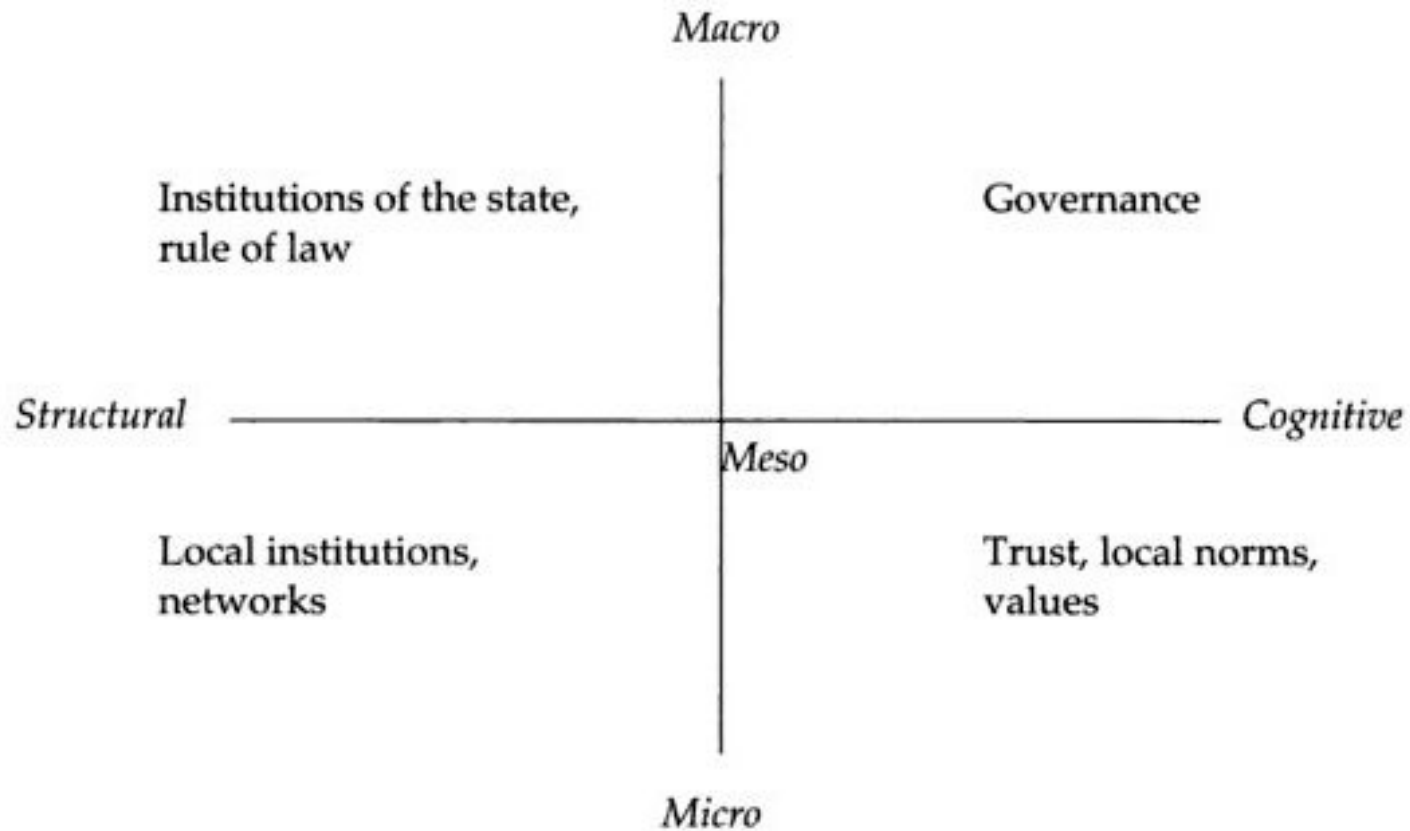 Macro
Institutions of the state,
rule of law
Governance
Structural
Cognitive
Meso
Local institutions,
networks
Trust, local norms,
values
Micro